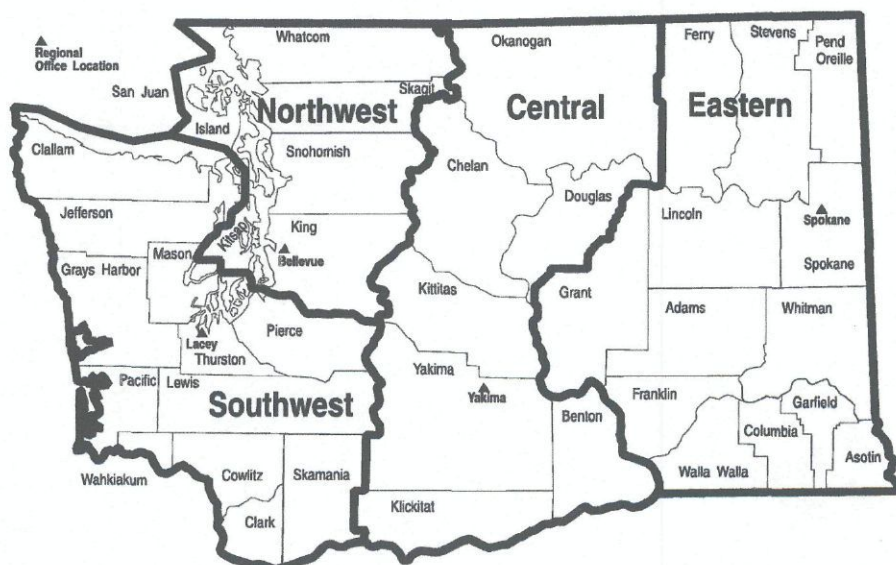 Regional
Office Location
Whatcom
Okanogan
Ferry
Stevens
Pend
Oreille
San Juan
Skagit
Island
Northwest
Central
Eastern
Clallam
Snohomish
Chelan
Douglas
Jefferson
Lincoln
Spokane
King
Kitsap
Mason
Bellevue
Spokane
Grays Harbor
Kittitas
Grant
Adams
Whitman
Lacey
Thurston
Pierce
Yakima
Yakima
Pacific
Lewis
Southwest
Benton
Franklin
Garfield
Columbia
Asotin
Walla Walla
Wahkiakum
Cowlitz
Skamania
Clark
Klickitat